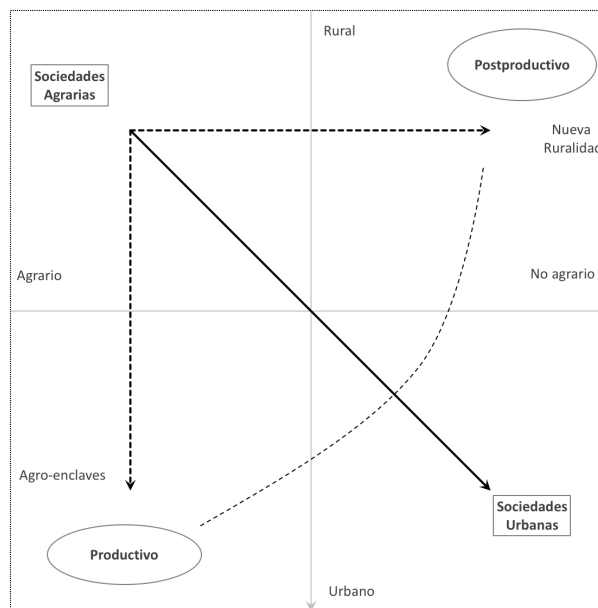 Rural
Sociedades
Agrarias
Postproductivo
Nueva
Ruralidad
Agrario
No agrario
Agro-enclaves
Sociedades
Urbanas
Productivo
Urbano